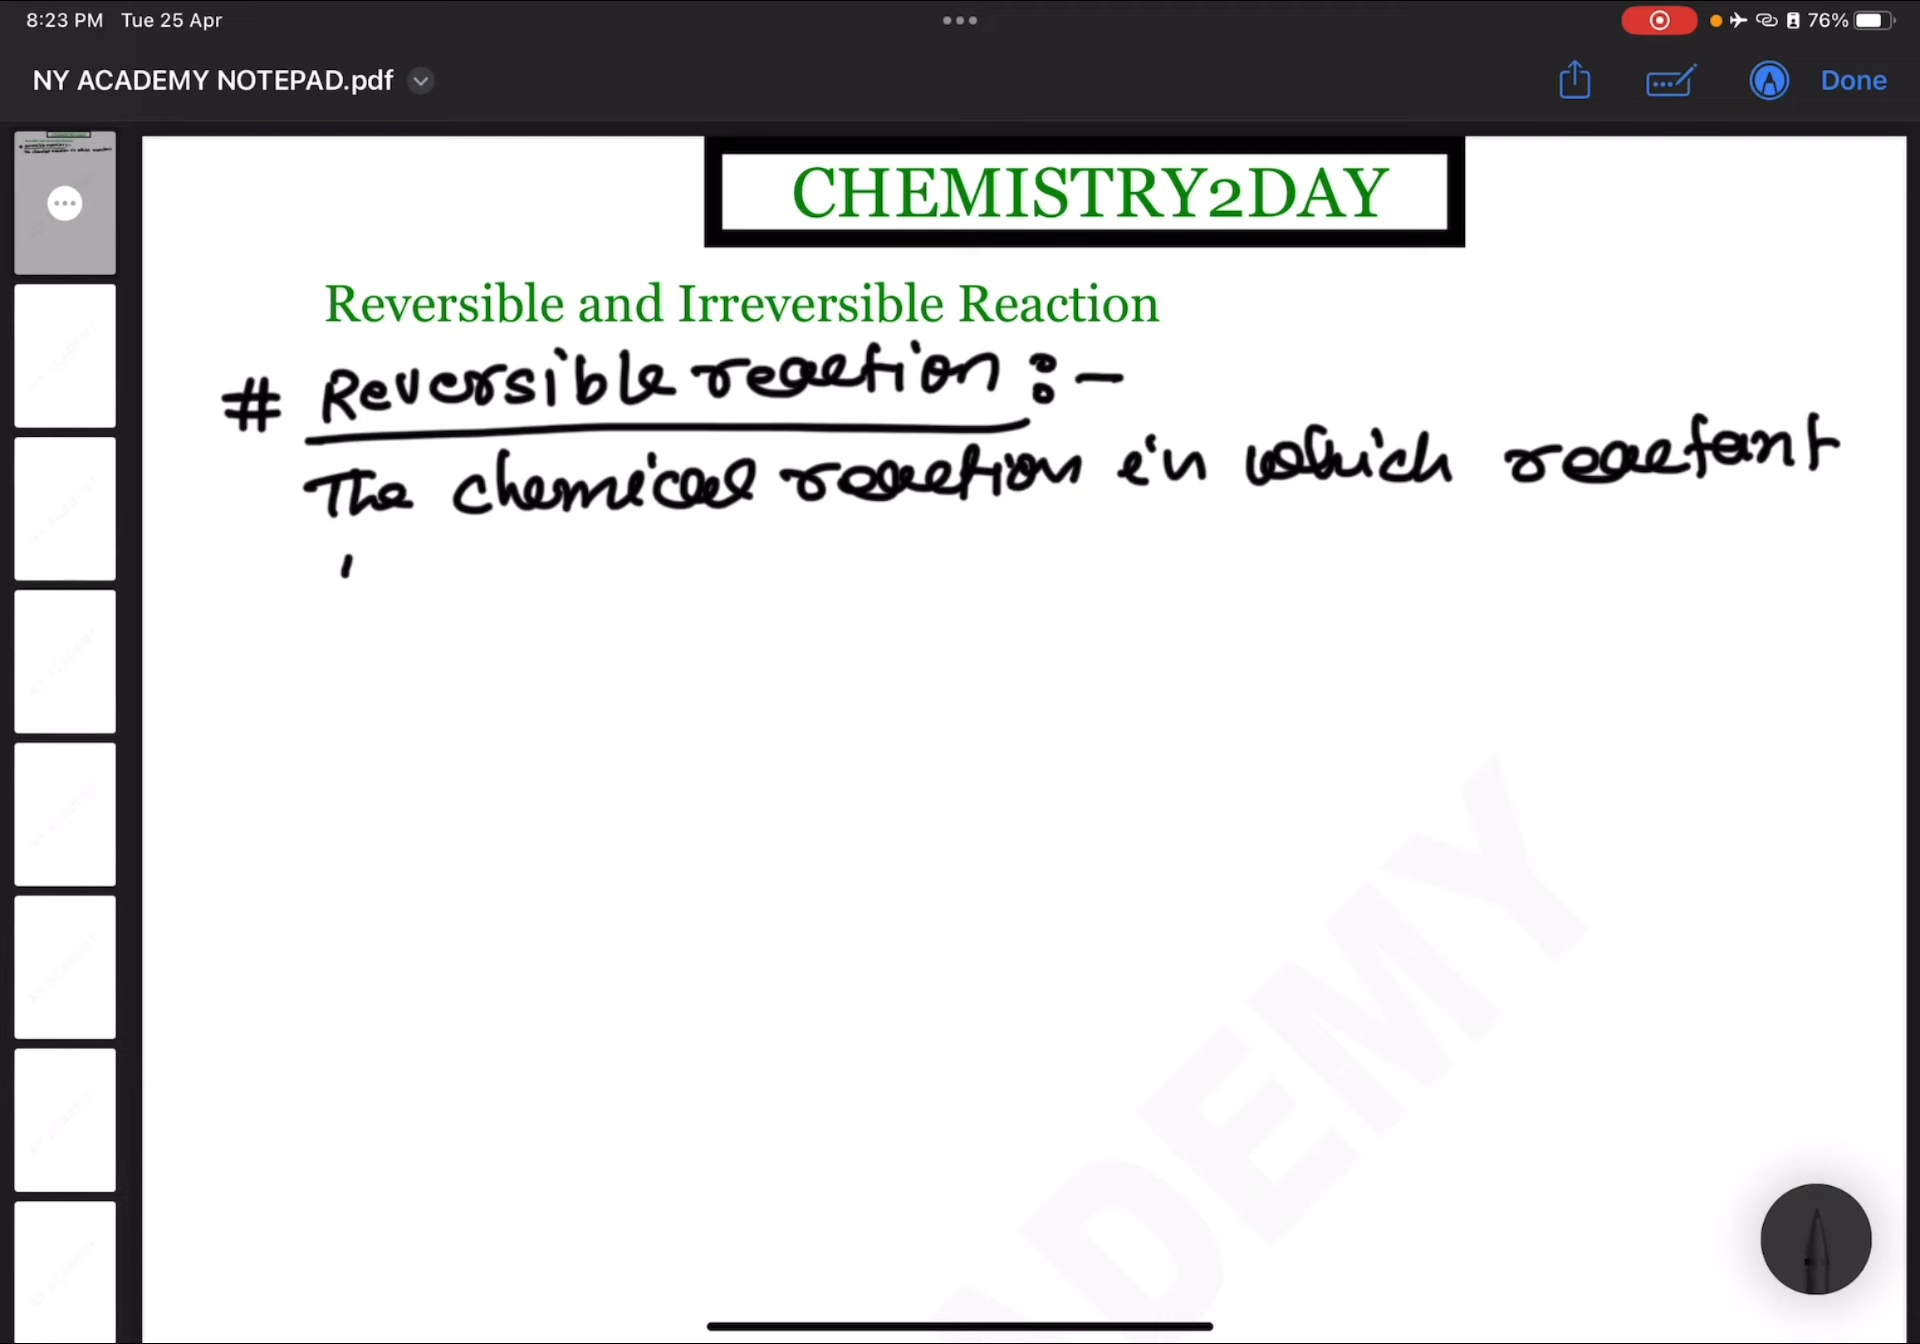 8:23 PM Tue 25 Apr
76%
NY ACADEMY NOTEPAD.pdf
Done
CHEMISTRY2DAY
Reversible and Irreversible Reaction
# Reversible reaction :-
The chemical reaction in which reactant
ADEMY